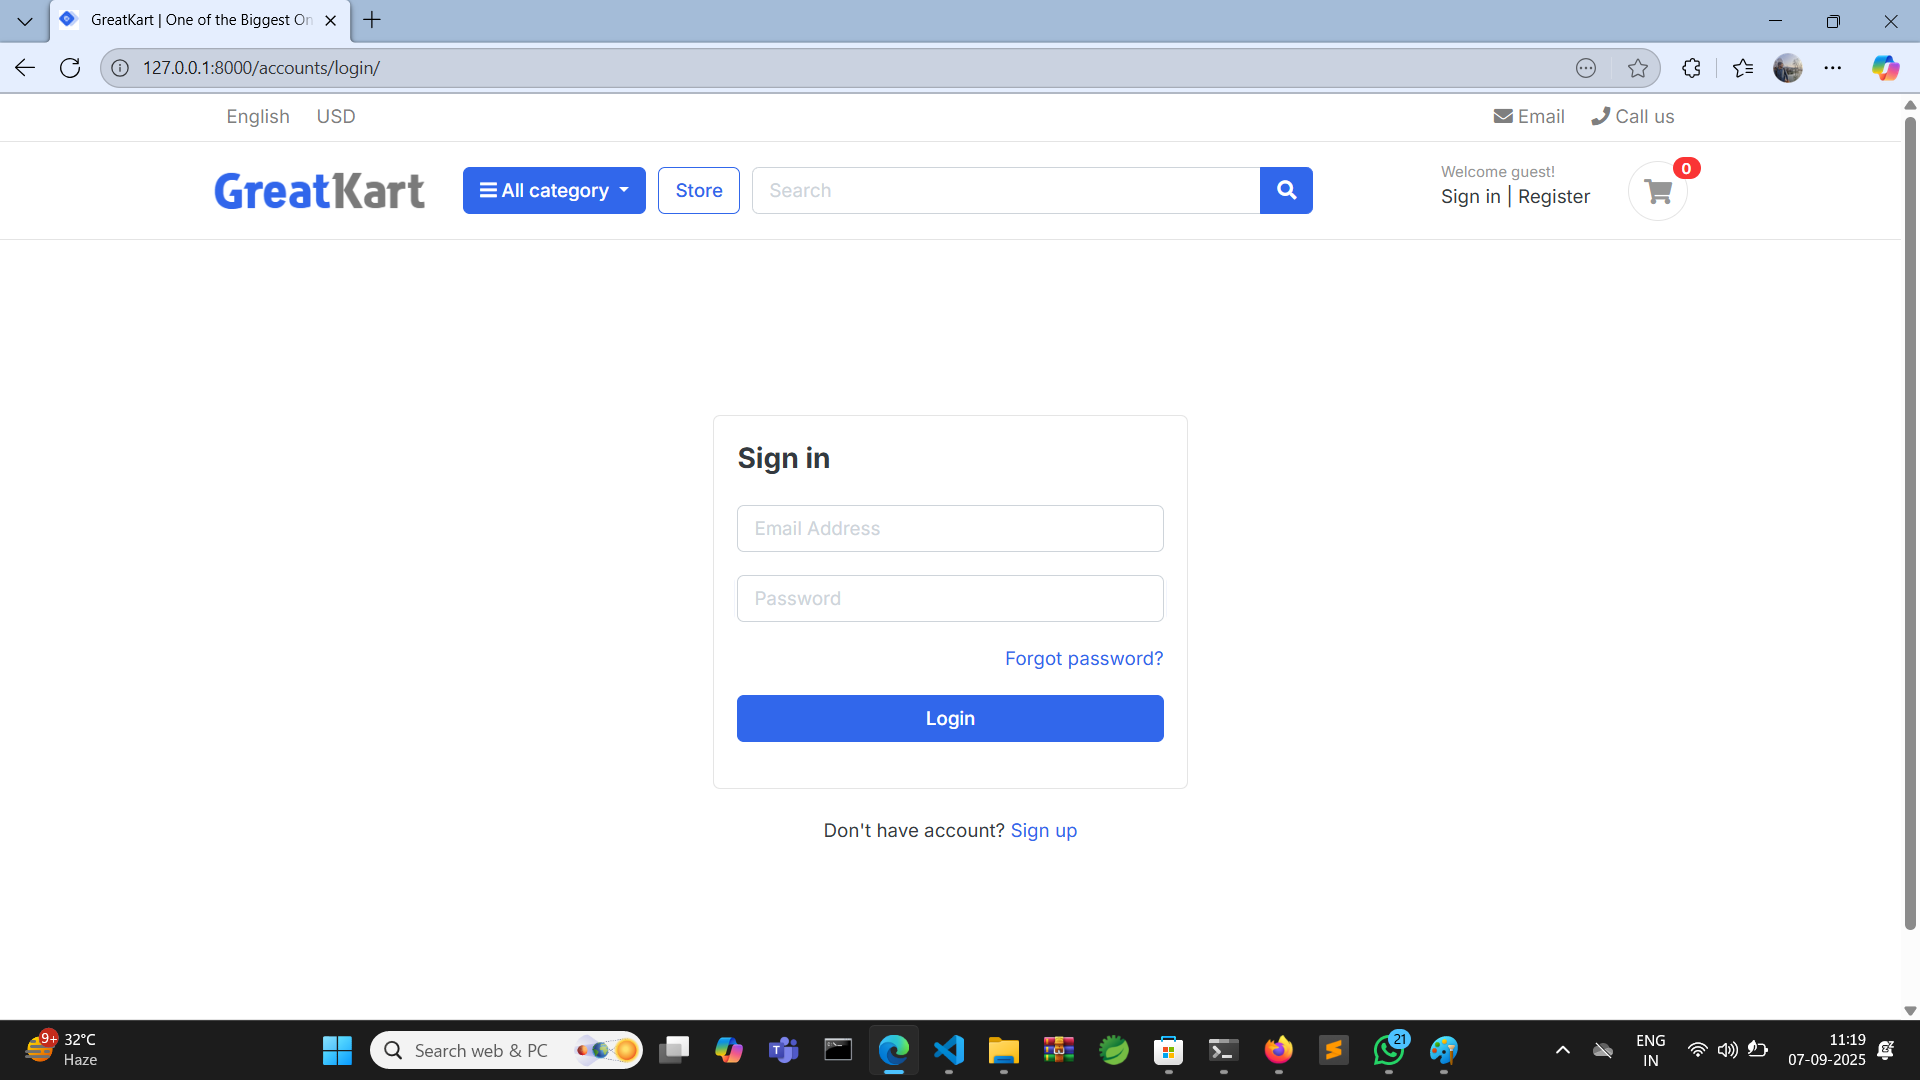 GreatKart | One of the Biggest On
127.0.0.1:8000/accounts/login/
English USD Email Call us
GreatKart All category Store Search Welcome guest! 0
Sign in | Register
Sign in
Email Address
Password
Forgot password?
Login
Don't have account? Sign up
9+ 32°C
Haze
Search web & PC
21
ENG
IN
11:19
07-09-2025